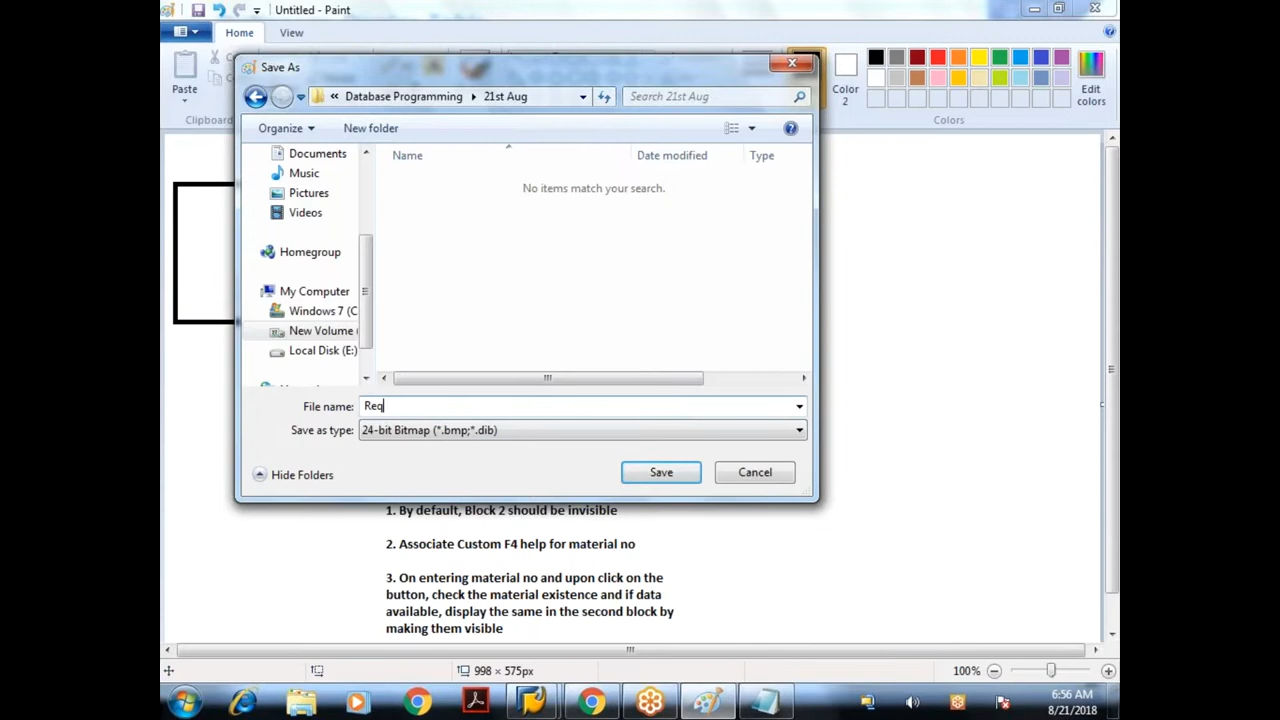 Untitled - Paint
Home
View
Paste
Clipboard
Color 2
Edit colors
Colors
Save As
« Database Programming
21st Aug
Search 21st Aug
Organize
New folder
Name
Date modified
Type
Documents
No items match your search.
Music
Pictures
Videos
Homegroup
My Computer
Windows 7 (C
New Volume (
Local Disk (E:)
File name:
Req
Save as type:
24-bit Bitmap (*.bmp;*.dib)
Hide Folders
Save
Cancel
1. By default, Block 2 should be invisible
2. Associate Custom F4 help for material no
3. On entering material no and upon click on the
button, check the material existence and if data
available, display the same in the second block by
making them visible
998 × 575px
100%
6:56 AM
8/21/2018